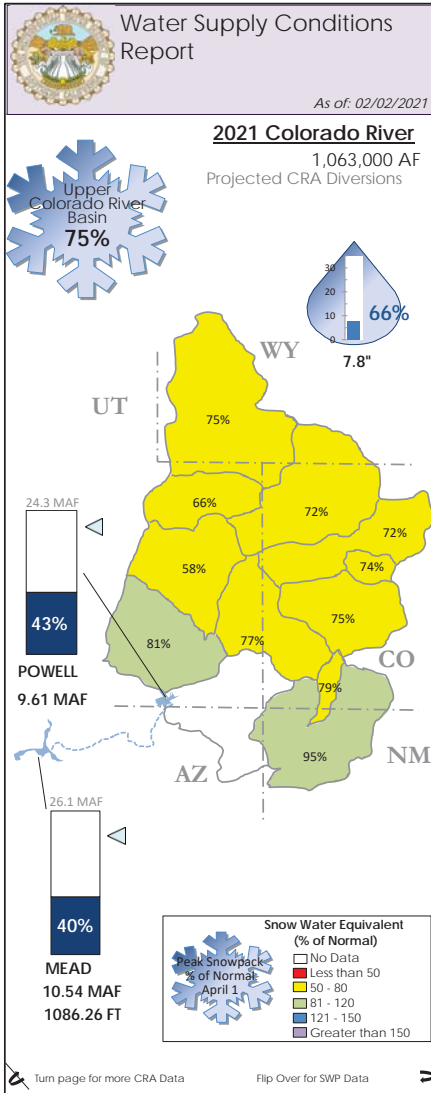 Water Supply Conditions
Report
As of: 02/02/2021
2021 Colorado River
1,063,000 AF
Projected CRA Diversions
Upper
Colorado River
Basin
75%
30
20
10
0
66%
7.8"
WY
UT
75%
66%
72%
72%
58%
74%
75%
81%
77%
CO
79%
95%
NM
AZ
24.3 MAF
43%
POWELL
9.61 MAF
26.1 MAF
40%
MEAD
10.54 MAF
1086.26 FT
Peak Snowpack
% of Normal
April 1
Snow Water Equivalent
(% of Normal)
No Data
Less than 50
50 - 80
81 - 120
121 - 150
Greater than 150
Turn page for more CRA Data
Flip Over for SWP Data